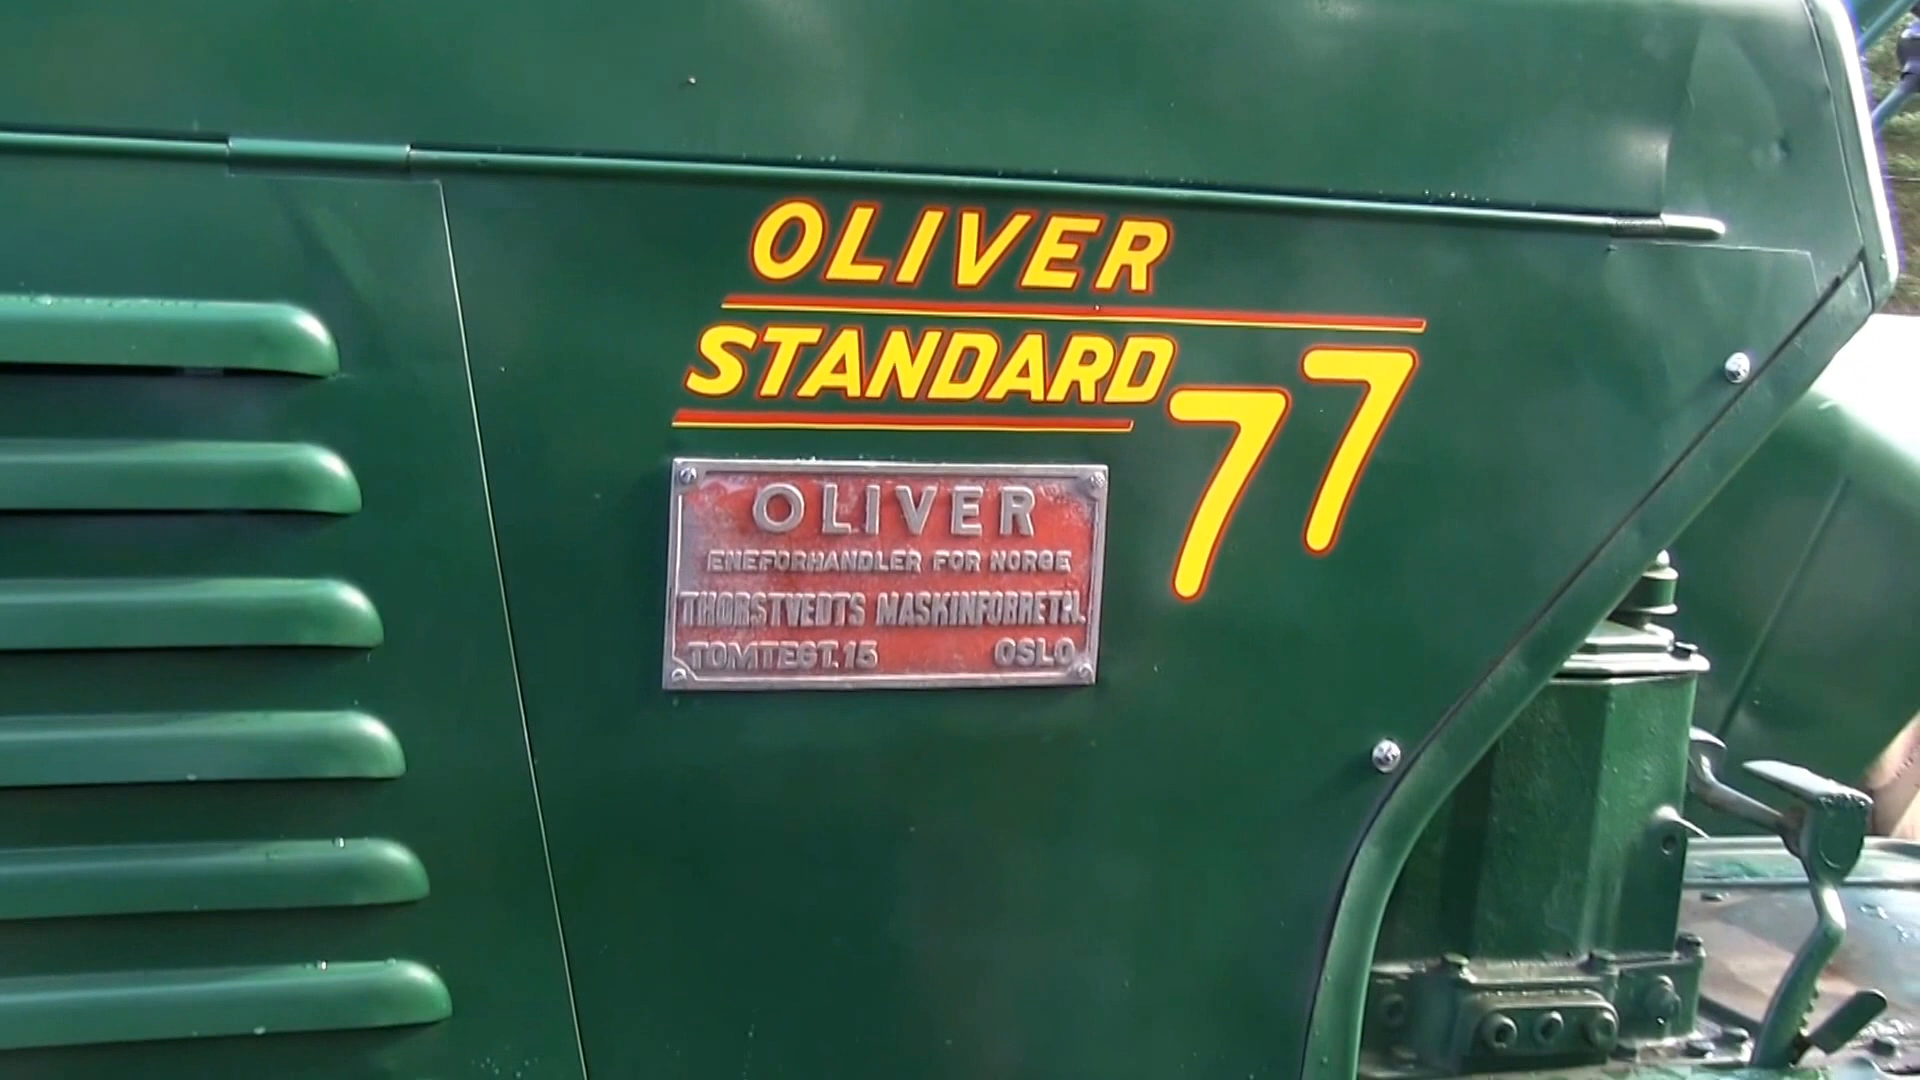 OLIVER
STANDARD 77
OLIVER
ENEFORHANDLER FOR NORGE
THORSTVEDTS MASKINFORRETN.
TOMTEGT. 15 OSLO